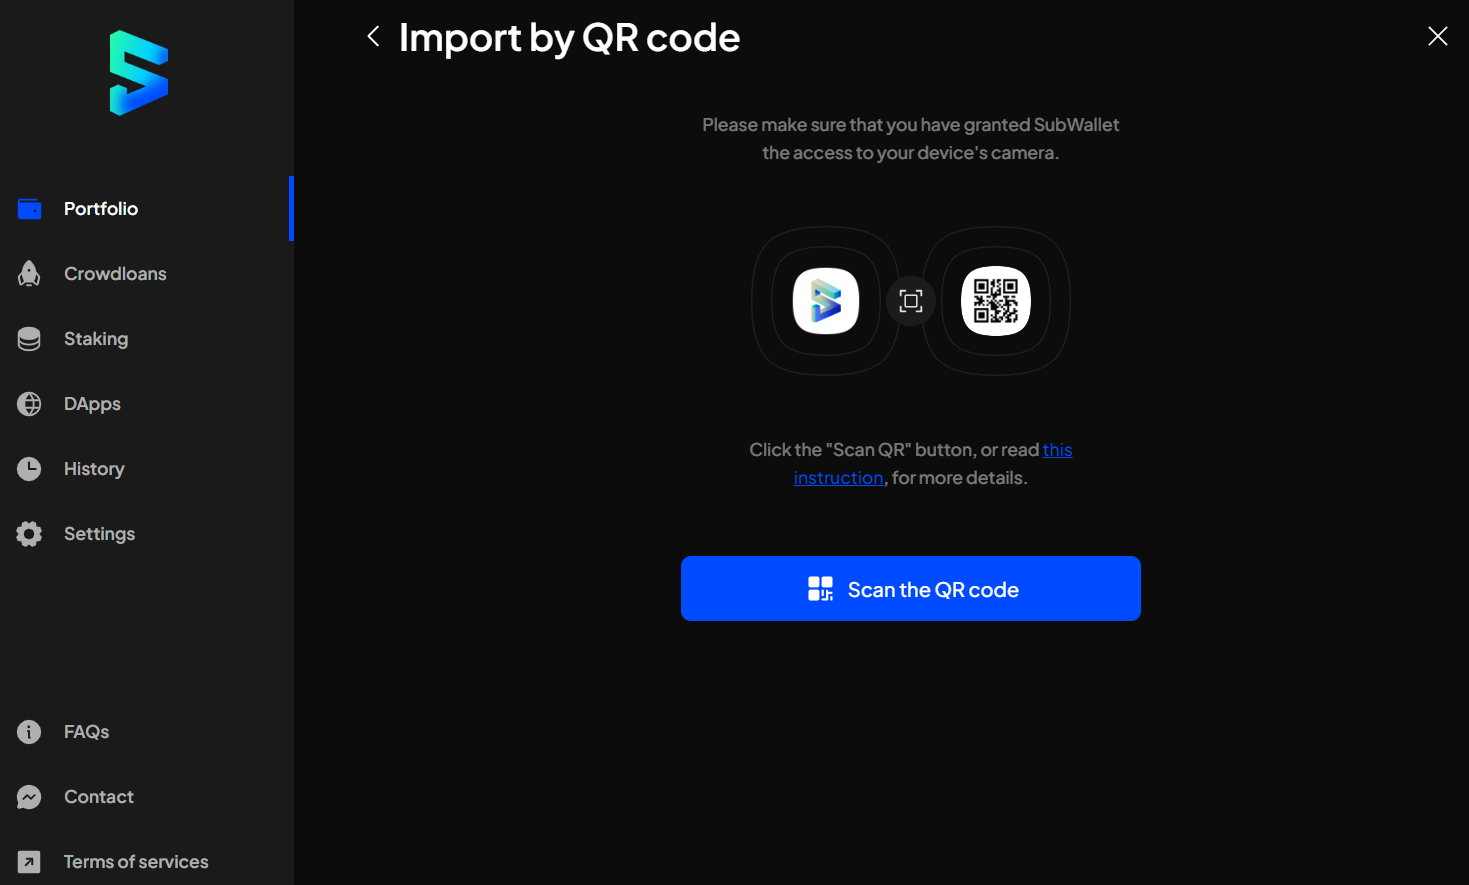 Import by QR code
Please make sure that you have granted SubWallet
the access to your device's camera.
Portfolio
Crowdloans
Staking
DApps
History
Settings
Click the "Scan QR" button, or read this
instruction, for more details.
Scan the QR code
FAQs
Contact
Terms of services